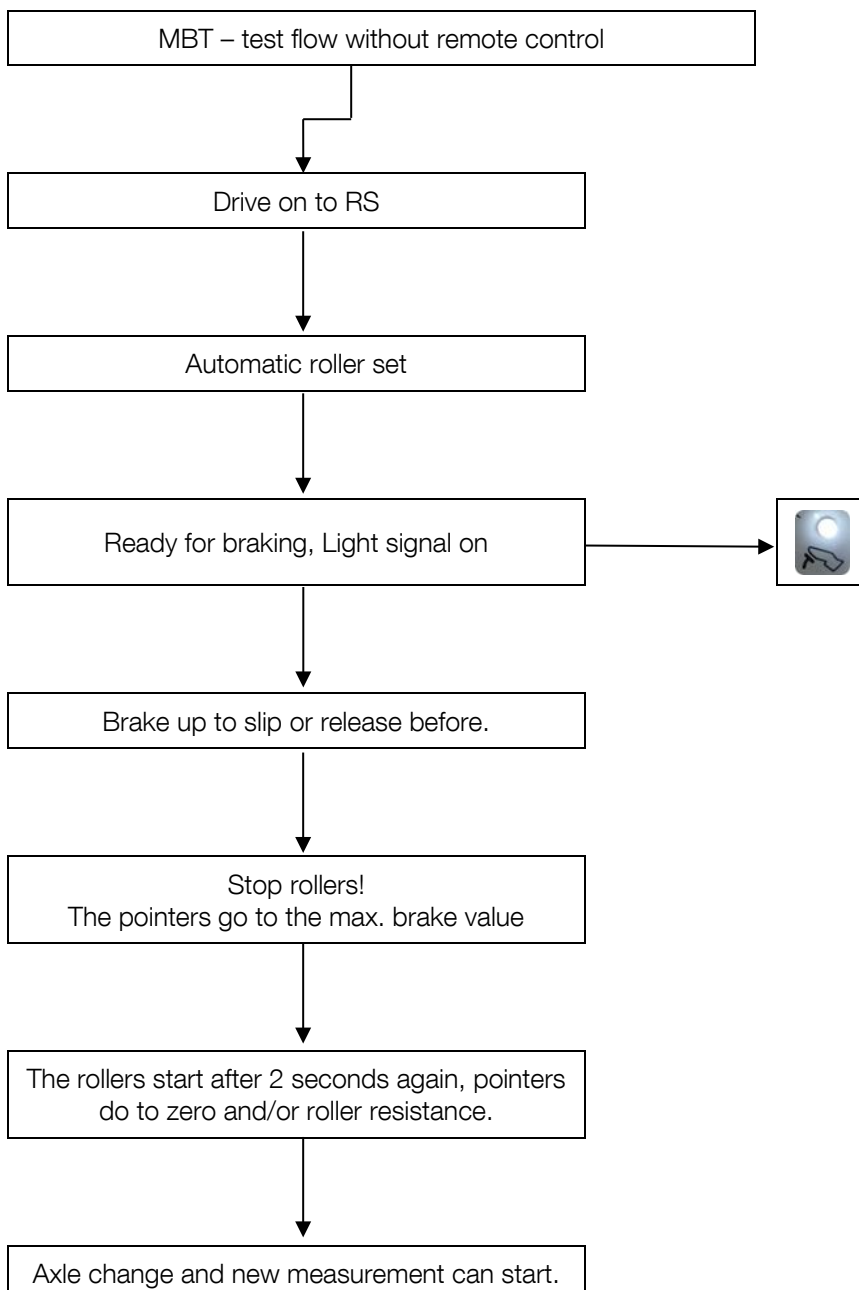 MBT – test flow without remote control
Drive on to RS
Automatic roller set
Ready for braking, Light signal on
Brake up to slip or release before.
Stop rollers!
The pointers go to the max. brake value
The rollers start after 2 seconds again, pointers
do to zero and/or roller resistance.
Axle change and new measurement can start.